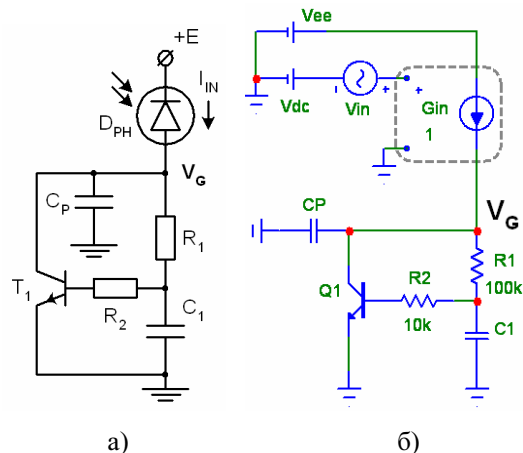 +E
I_IN
D_PH
V_G
C_P
R_1
T_1
R_2
C_1
а)
Vee
Vdc
Vin
- +
+
Gin
1
-
V_G
CP
R1
100k
Q1
R2
10k
C1
б)